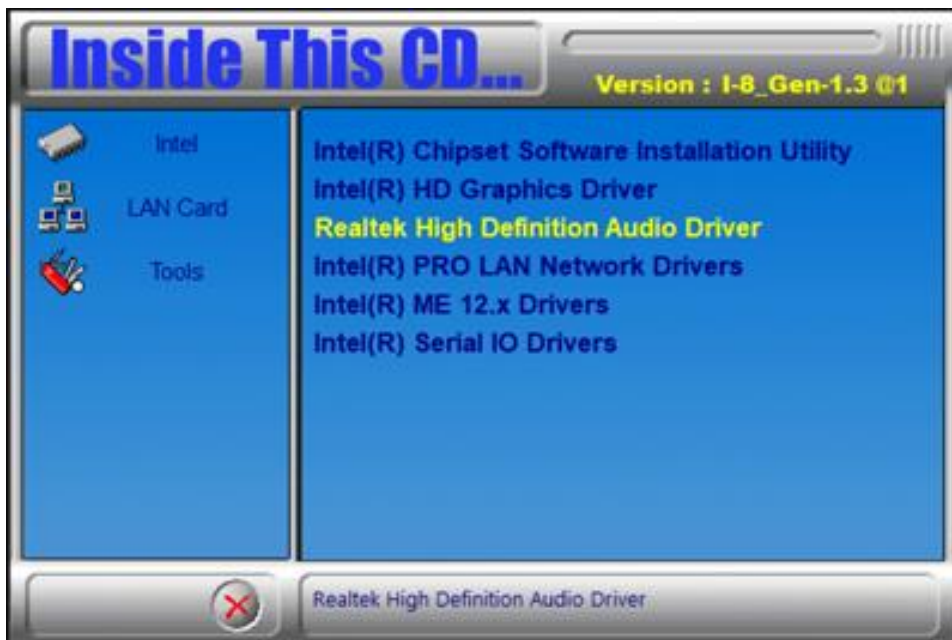 Inside This CD...
Version : I-8_Gen-1.3 @1
Intel
LAN Card
Tools
Intel(R) Chipset Software Installation Utility
Intel(R) HD Graphics Driver
Realtek High Definition Audio Driver
Intel(R) PRO LAN Network Drivers
Intel(R) ME 12.x Drivers
Intel(R) Serial IO Drivers
Realtek High Definition Audio Driver